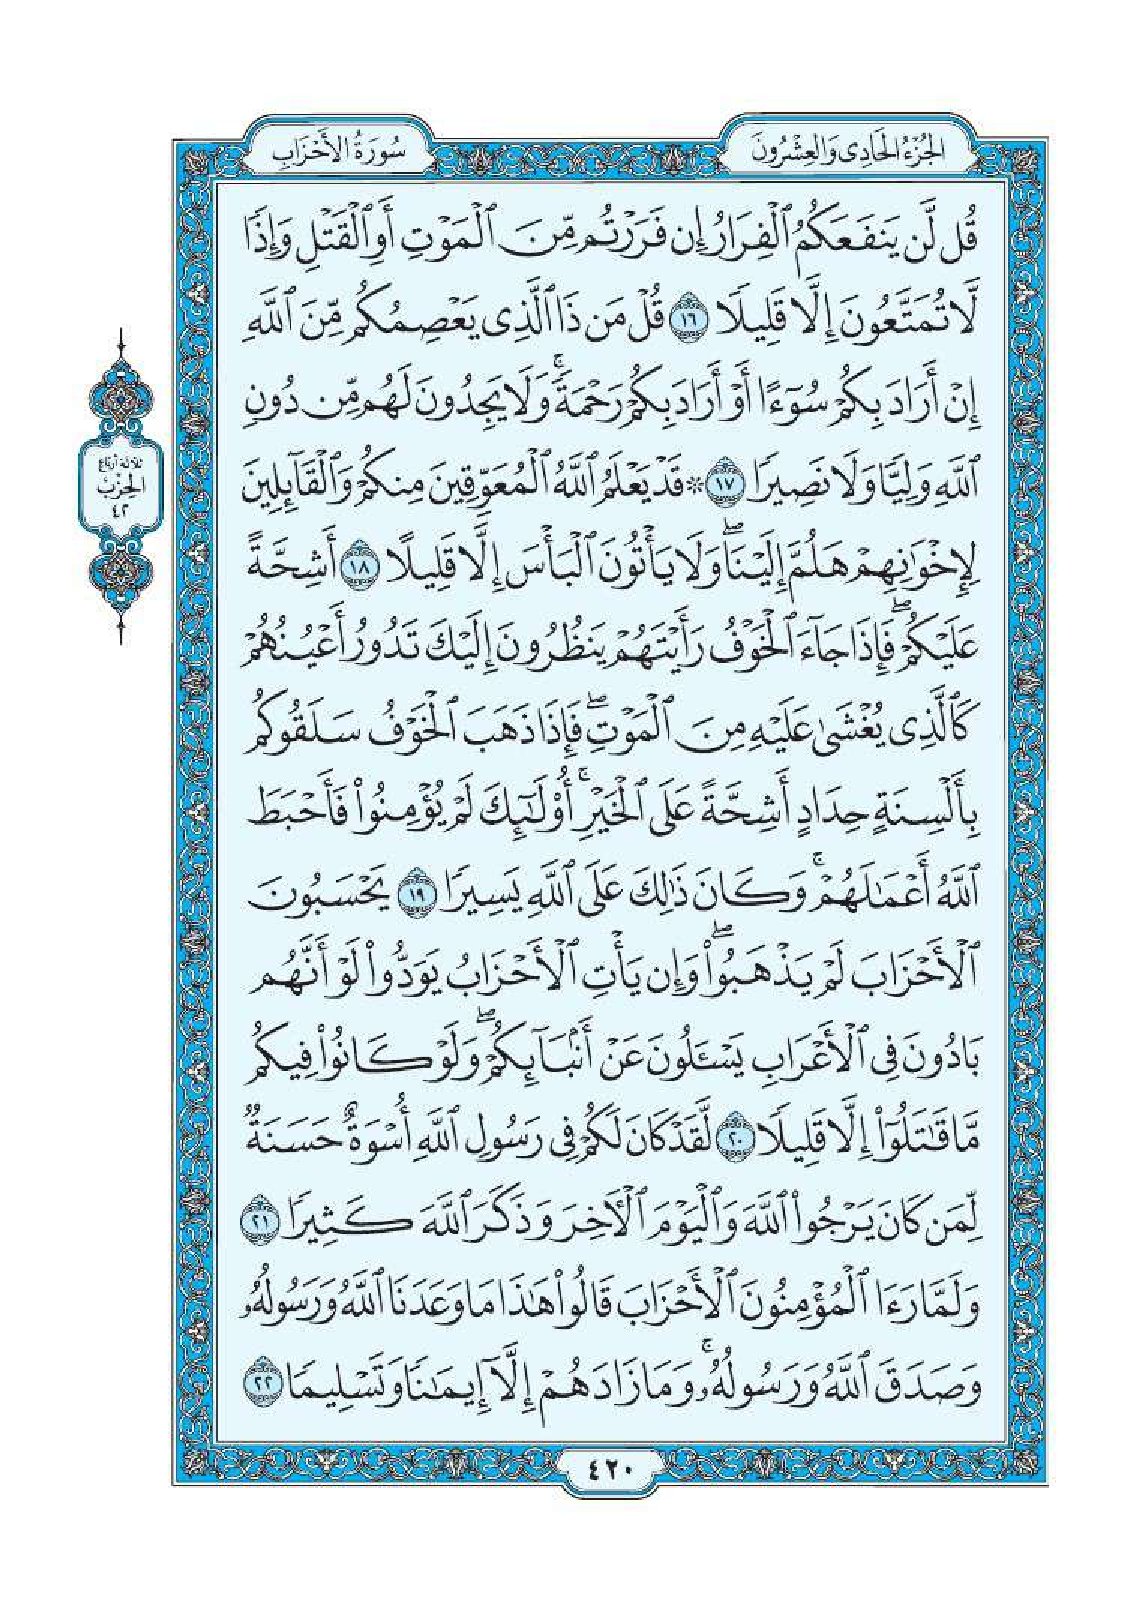 الجُزْءُ الحَادِى وَالعِشْرُونَ
سُورَةُ الأَحْزَابِ
قُل لَّن يَنفَعَكُمُ ٱلْفِرَارُ إِن فَرَرْتُم مِّنَ ٱلْمَوْتِ أَوِ ٱلْقَتْلِ وَإِذًا
لَّا تُمَتَّعُونَ إِلَّا قَلِيلًا ١٦ قُلْ مَن ذَا ٱلَّذِى يَعْصِمُكُم مِّنَ ٱللَّهِ
إِنْ أَرَادَ بِكُمْ سُوٓءًا أَوْ أَرَادَ بِكُمْ رَحْمَةًۚ وَلَا يَجِدُونَ لَهُم مِّن دُونِ
ٱللَّهِ وَلِيًّا وَلَا نَصِيرًا ١٧ ۞ قَدْ يَعْلَمُ ٱللَّهُ ٱلْمُعَوِّقِينَ مِنكُمْ وَٱلْقَآئِلِينَ
لِإِخْوَٰنِهِمْ هَلُمَّ إِلَيْنَاۖ وَلَا يَأْتُونَ ٱلْبَأْسَ إِلَّا قَلِيلًا ١٨ أَشِحَّةً
عَلَيْكُمْۖ فَإِذَا جَآءَ ٱلْخَوْفُ رَأَيْتَهُمْ يَنظُرُونَ إِلَيْكَ تَدُورُ أَعْيُنُهُمْ
كَٱلَّذِى يُغْشَىٰ عَلَيْهِ مِنَ ٱلْمَوْتِۖ فَإِذَا ذَهَبَ ٱلْخَوْفُ سَلَقُوكُم
بِأَلْسِنَةٍ حِدَادٍ أَشِحَّةً عَلَى ٱلْخَيْرِۚ أُو۟لَٰٓئِكَ لَمْ يُؤْمِنُوا۟ فَأَحْبَطَ
ٱللَّهُ أَعْمَٰلَهُمْۚ وَكَانَ ذَٰلِكَ عَلَى ٱللَّهِ يَسِيرًا ١٩ يَحْسَبُونَ
ٱلْأَحْزَابَ لَمْ يَذْهَبُوا۟ۖ وَإِن يَأْتِ ٱلْأَحْزَابُ يَوَدُّوا۟ لَوْ أَنَّهُم
بَادُونَ فِى ٱلْأَعْرَابِ يَسْـَٔلُونَ عَنْ أَنۢبَآئِكُمْۖ وَلَوْ كَانُوا۟ فِيكُم
مَّا قَٰتَلُوٓا۟ إِلَّا قَلِيلًا ٢٠ لَّقَدْ كَانَ لَكُمْ فِى رَسُولِ ٱللَّهِ أُسْوَةٌ حَسَنَةٌ
لِّمَن كَانَ يَرْجُوا۟ ٱللَّهَ وَٱلْيَوْمَ ٱلْـَٔاخِرَ وَذَكَرَ ٱللَّهَ كَثِيرًا ٢١
وَلَمَّا رَءَا ٱلْمُؤْمِنُونَ ٱلْأَحْزَابَ قَالُوا۟ هَٰذَا مَا وَعَدَنَا ٱللَّهُ وَرَسُولُهُۥ
وَصَدَقَ ٱللَّهُ وَرَسُولُهُۥۚ وَمَا زَادَهُمْ إِلَّآ إِيمَٰنًا وَتَسْلِيمًا ٢٢
ثلاثة أرباع
الحِزْب
٤٢
٤٢٠